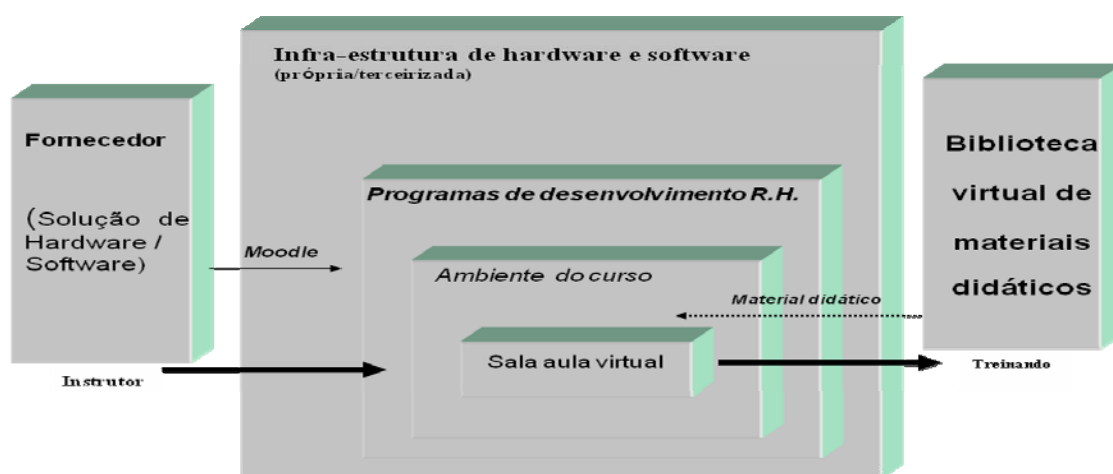 Infra-estrutura de hardware e software
(própria/terceirizada)
Fornecedor
(Solução de
Hardware /
Software)
Moodle
Instrutor
Programas de desenvolvimento R.H.
Ambiente do curso
Sala aula virtual
Material didático
Biblioteca
virtual de
materiais
didáticos
Treinando